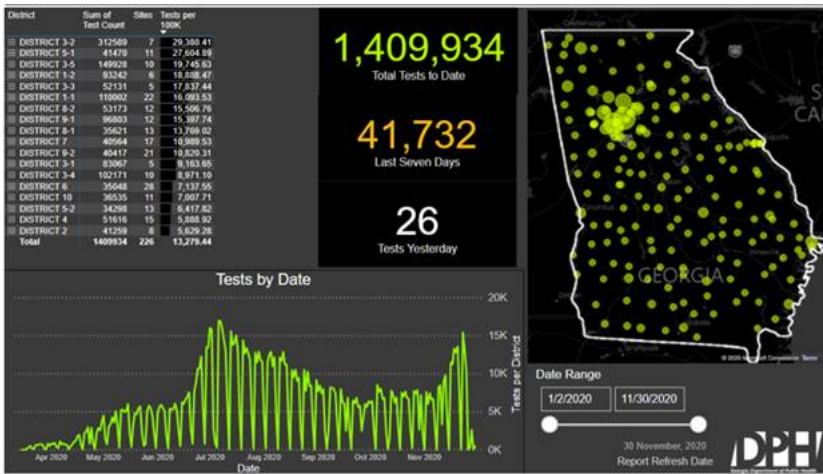 District Sum of Test Count Sites Tests per 100K
DISTRICT 3-2 312589 7 29,380.41
DISTRICT 5-1 41470 11 27,604.89
DISTRICT 3-5 149928 10 19,745.63
DISTRICT 1-2 93242 6 18,888.47
DISTRICT 3-3 52131 5 17,837.44
DISTRICT 1-1 110002 22 16,093.53
DISTRICT 8-2 53173 12 15,506.76
DISTRICT 9-1 96803 12 15,397.74
DISTRICT 8-1 35621 13 13,769.02
DISTRICT 7 40564 17 10,989.53
DISTRICT 9-2 40417 21 10,820.31
DISTRICT 3-1 83067 5 9,163.65
DISTRICT 3-4 102171 10 8,971.10
DISTRICT 6 35048 28 7,137.55
DISTRICT 10 36535 11 7,007.71
DISTRICT 5-2 34298 13 6,417.82
DISTRICT 4 51616 15 5,888.92
DISTRICT 2 41259 8 5,629.28
Total 1409934 226 13,279.44
1,409,934
Total Tests to Date
41,732
Last Seven Days
26
Tests Yesterday
GEORGIA
© 2020 Microsoft Corporation Terms
Tests by Date
20K
15K
10K
5K
0K
Tests per District
Apr 2020 May 2020 Jun 2020 Jul 2020 Aug 2020 Sep 2020 Oct 2020 Nov 2020
Date
Date Range
1/2/2020 11/30/2020
30 November, 2020
Report Refresh Date
DPH
Georgia Department of Public Health